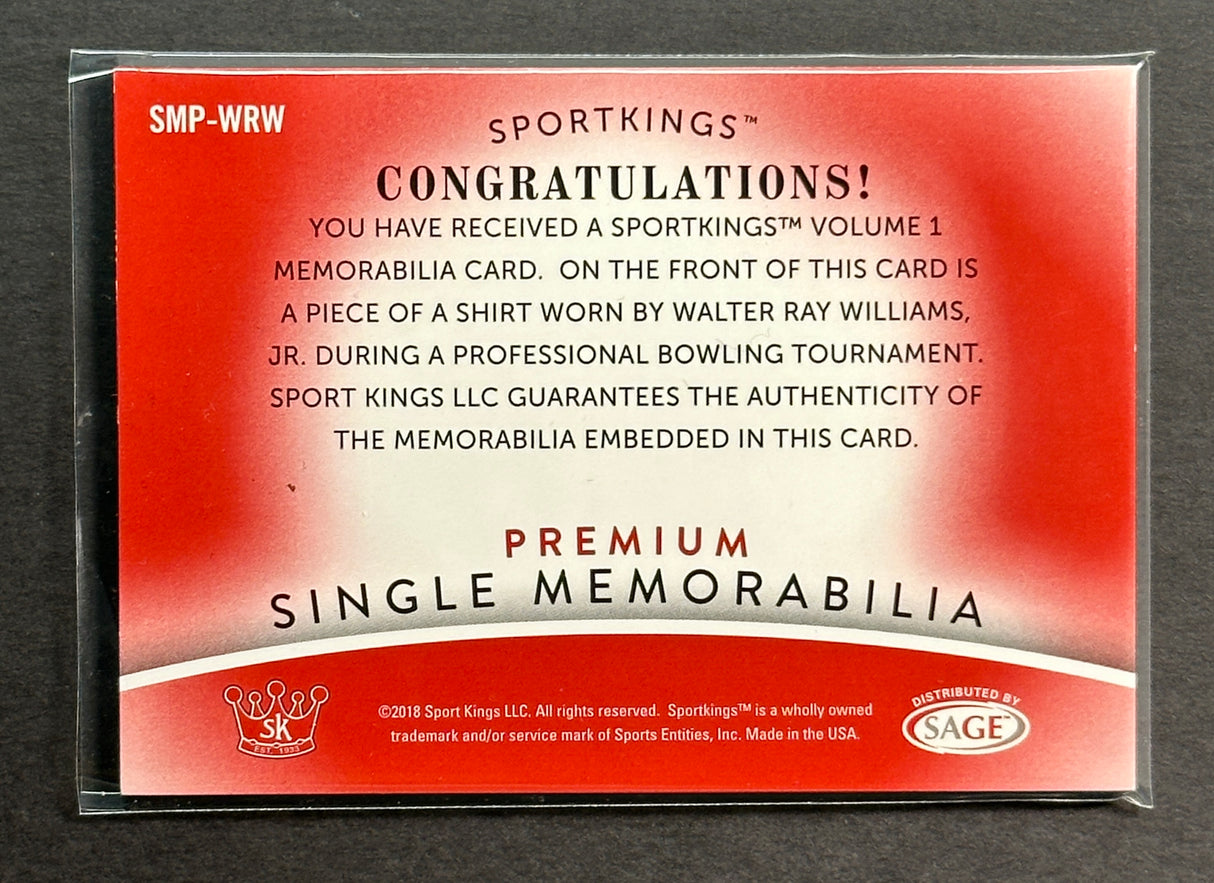 SMP-WRW
SPORTKINGS™
CONGRATULATIONS!
YOU HAVE RECEIVED A SPORTKINGS™ VOLUME 1
MEMORABILIA CARD.  ON THE FRONT OF THIS CARD IS
A PIECE OF A SHIRT WORN BY WALTER RAY WILLIAMS,
JR. DURING A PROFESSIONAL BOWLING TOURNAMENT.
SPORT KINGS LLC GUARANTEES THE AUTHENTICITY OF
THE MEMORABILIA EMBEDDED IN THIS CARD.
PREMIUM
SINGLE MEMORABILIA
sk
EST. 1933
©2018 Sport Kings LLC. All rights reserved.  Sportkings™ is a wholly owned
trademark and/or service mark of Sports Entities, Inc. Made in the USA.
DISTRIBUTED BY
SAGE™